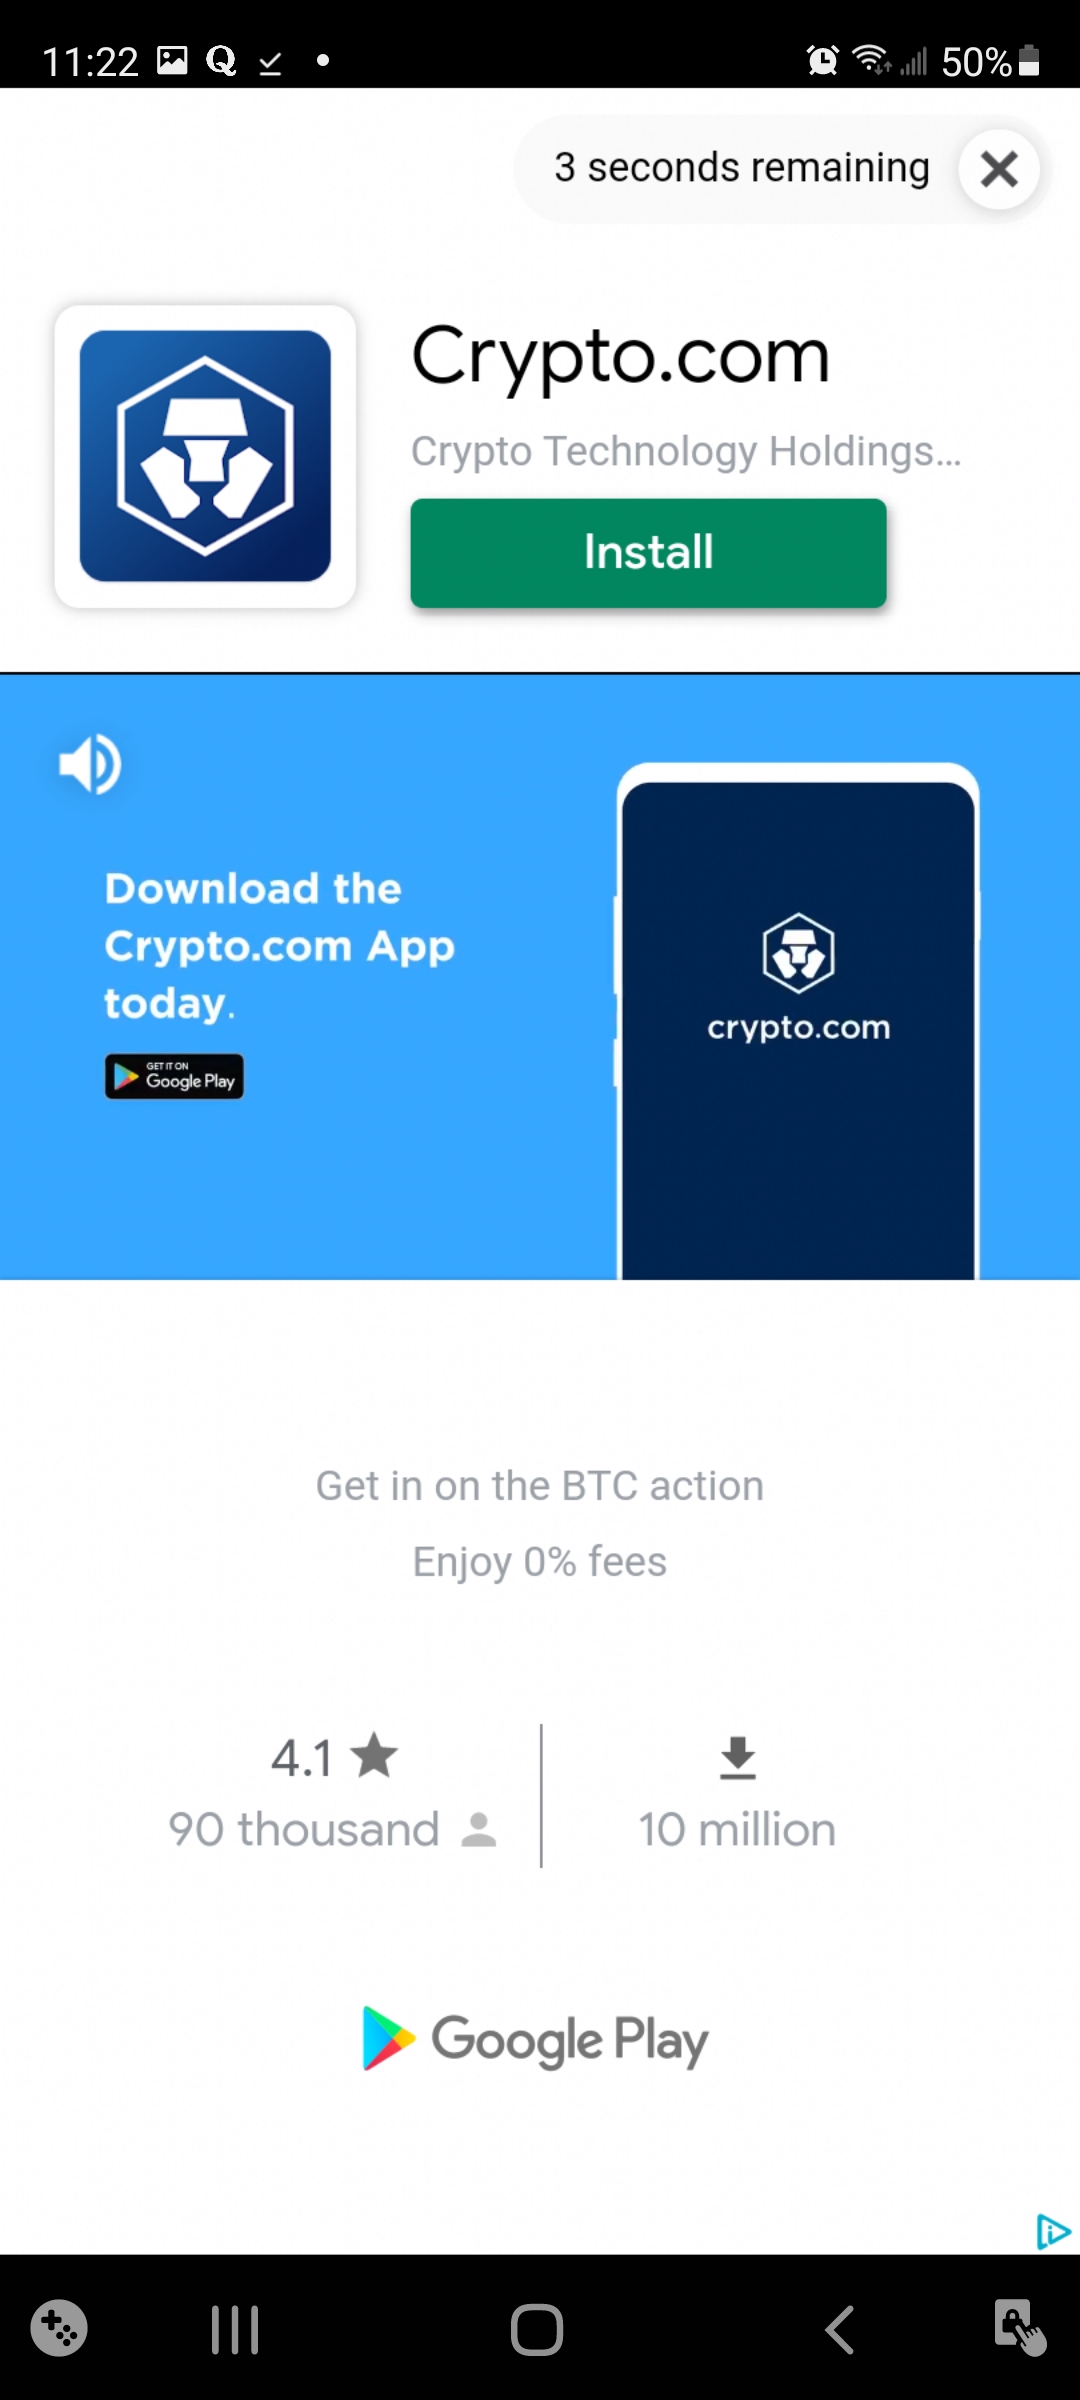 11:22
50%
3 seconds remaining
Crypto.com
Crypto Technology Holdings...
Install
Download the
Crypto.com App
today.
GET IT ON
Google Play
crypto.com
Get in on the BTC action
Enjoy 0% fees
4.1
90 thousand
10 million
Google Play